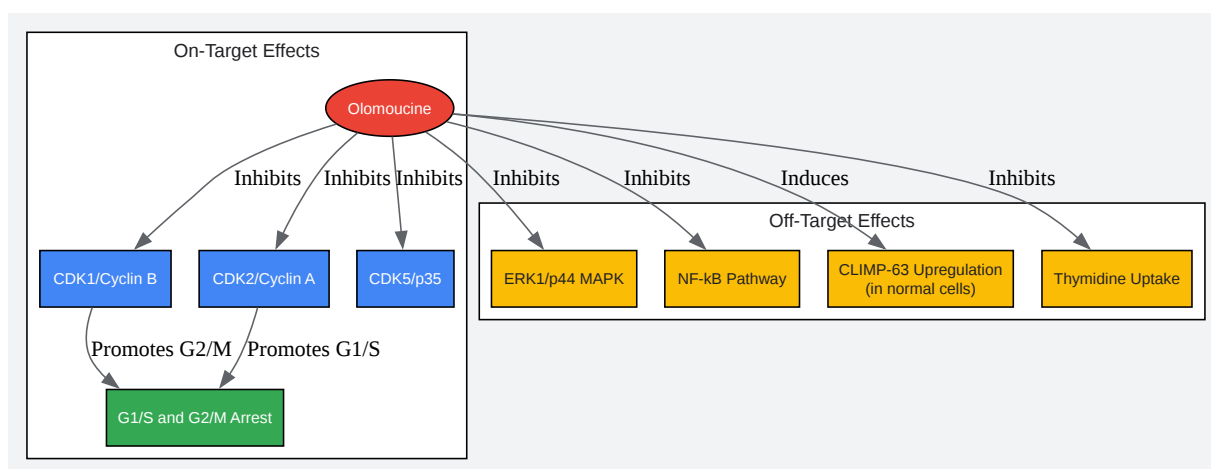 On-Target Effects
Olomoucine
Inhibits
Inhibits
Inhibits
Inhibits
Inhibits
Induces
Inhibits
Off-Target Effects
CDK1/Cyclin B
CDK2/Cyclin A
CDK5/p35
ERK1/p44 MAPK
NF-kB Pathway
CLIMP-63 Upregulation
(in normal cells)
Thymidine Uptake
Promotes G2/M
Promotes G1/S
G1/S and G2/M Arrest